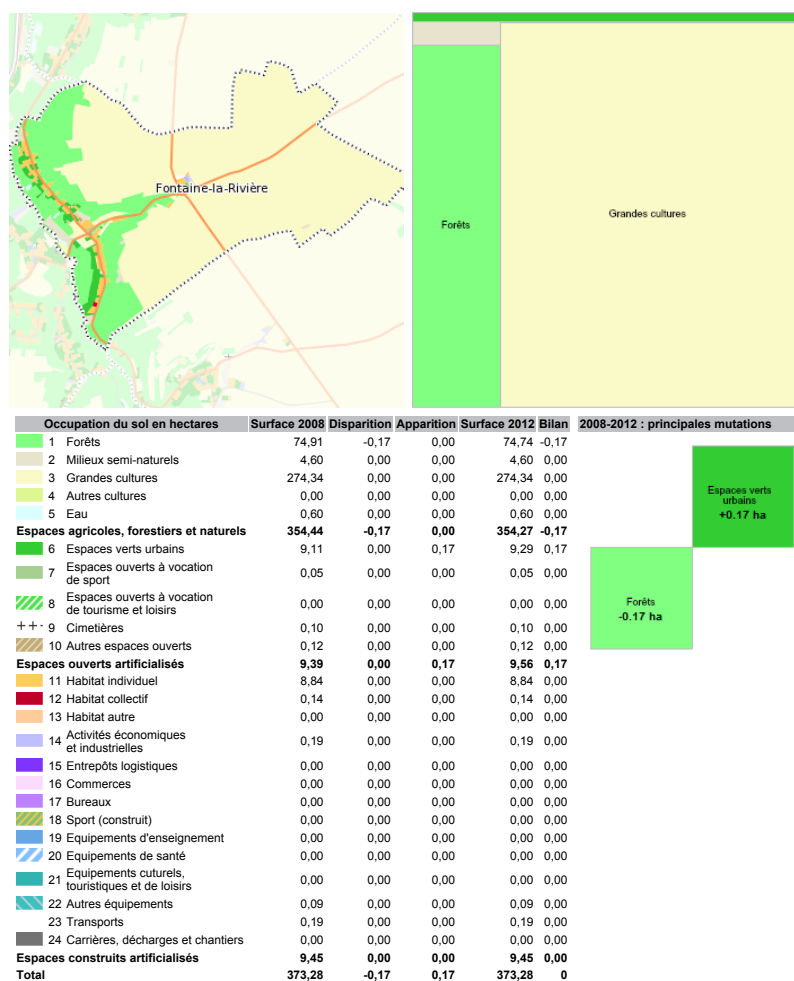 Fontaine-la-Rivière
Forêts
Grandes cultures
Occupation du sol en hectares Surface 2008 Disparition Apparition Surface 2012 Bilan 2008-2012 : principales mutations
1 Forêts 74,91 -0,17 0,00 74,74 -0,17
2 Milieux semi-naturels 4,60 0,00 0,00 4,60 0,00
3 Grandes cultures 274,34 0,00 0,00 274,34 0,00
4 Autres cultures 0,00 0,00 0,00 0,00 0,00
5 Eau 0,60 0,00 0,00 0,60 0,00
Espaces agricoles, forestiers et naturels 354,44 -0,17 0,00 354,27 -0,17
6 Espaces verts urbains 9,11 0,00 0,17 9,29 0,17
7 Espaces ouverts à vocation
de sport 0,05 0,00 0,00 0,05 0,00
8 Espaces ouverts à vocation
de tourisme et loisirs 0,00 0,00 0,00 0,00 0,00
9 Cimetières 0,10 0,00 0,00 0,10 0,00
10 Autres espaces ouverts 0,12 0,00 0,00 0,12 0,00
Espaces ouverts artificialisés 9,39 0,00 0,17 9,56 0,17
11 Habitat individuel 8,84 0,00 0,00 8,84 0,00
12 Habitat collectif 0,14 0,00 0,00 0,14 0,00
13 Habitat autre 0,00 0,00 0,00 0,00 0,00
14 Activités économiques
et industrielles 0,19 0,00 0,00 0,19 0,00
15 Entrepôts logistiques 0,00 0,00 0,00 0,00 0,00
16 Commerces 0,00 0,00 0,00 0,00 0,00
17 Bureaux 0,00 0,00 0,00 0,00 0,00
18 Sport (construit) 0,00 0,00 0,00 0,00 0,00
19 Equipements d'enseignement 0,00 0,00 0,00 0,00 0,00
20 Equipements de santé 0,00 0,00 0,00 0,00 0,00
21 Equipements cuturels,
touristiques et de loisirs 0,00 0,00 0,00 0,00 0,00
22 Autres équipements 0,09 0,00 0,00 0,09 0,00
23 Transports 0,19 0,00 0,00 0,19 0,00
24 Carrières, décharges et chantiers 0,00 0,00 0,00 0,00 0,00
Espaces construits artificialisés 9,45 0,00 0,00 9,45 0,00
Total 373,28 -0,17 0,17 373,28 0
Espaces verts
urbains
+0.17 ha
Forêts
-0.17 ha